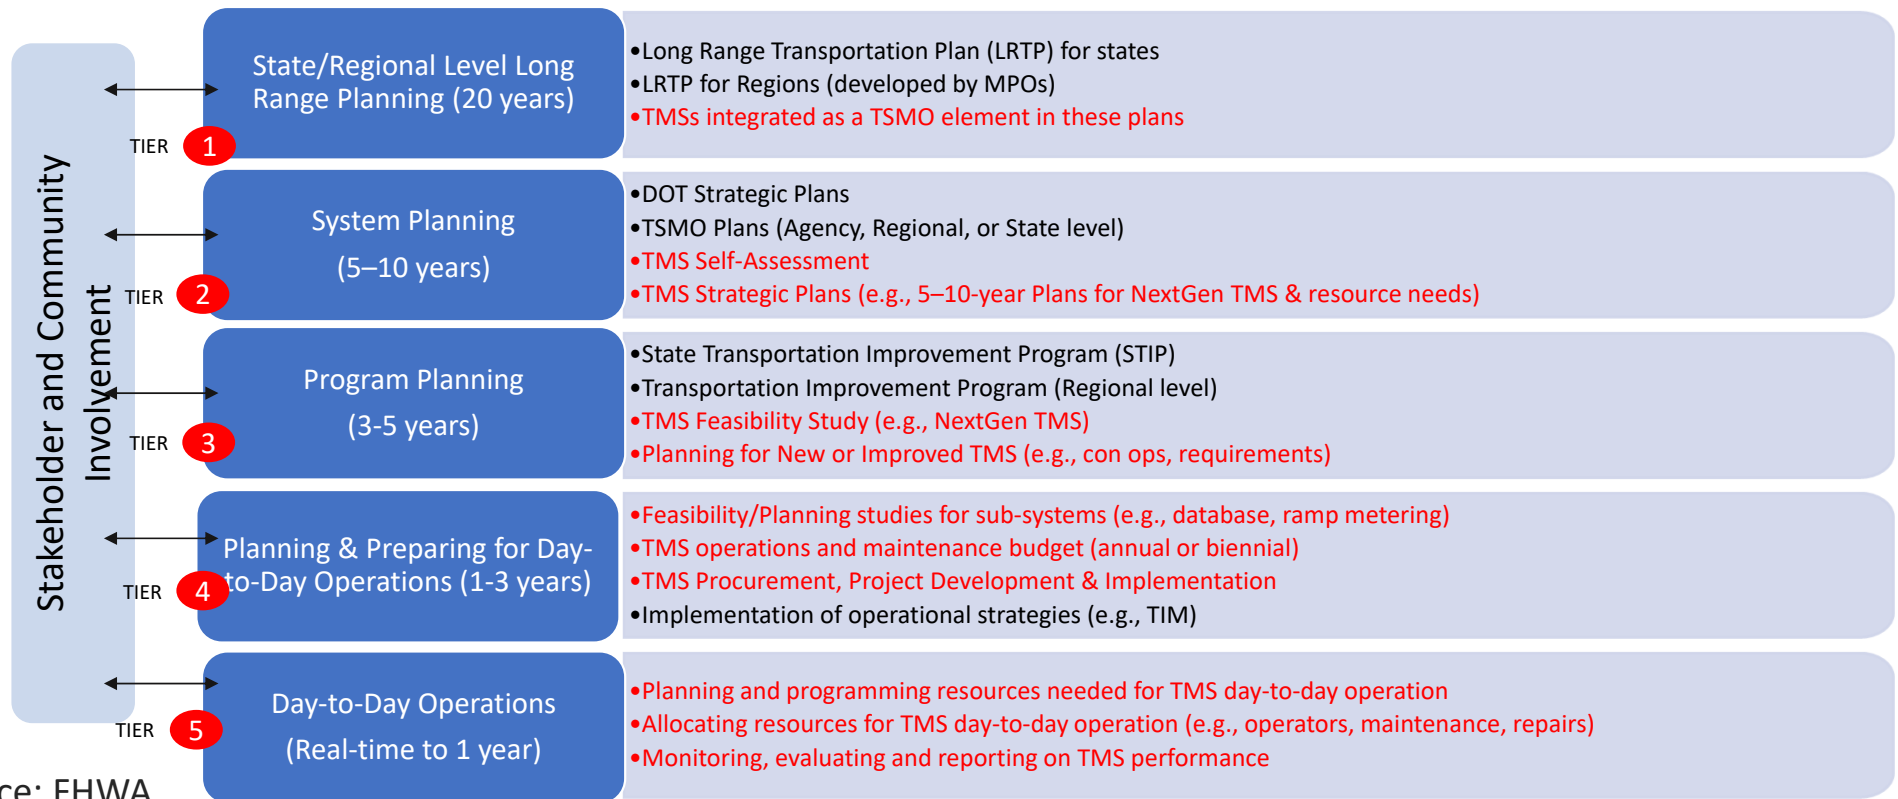 Stakeholder and Community
Involvement
State/Regional Level Long
Range Planning (20 years)
TIER 1
•Long Range Transportation Plan (LRTP) for states
•LRTP for Regions (developed by MPOs)
•TMSs integrated as a TSMO element in these plans
System Planning
(5–10 years)
TIER 2
•DOT Strategic Plans
•TSMO Plans (Agency, Regional, or State level)
•TMS Self-Assessment
•TMS Strategic Plans (e.g., 5–10-year Plans for NextGen TMS & resource needs)
Program Planning
(3-5 years)
TIER 3
•State Transportation Improvement Program (STIP)
•Transportation Improvement Program (Regional level)
•TMS Feasibility Study (e.g., NextGen TMS)
•Planning for New or Improved TMS (e.g., con ops, requirements)
Planning & Preparing for Day-
to-Day Operations (1-3 years)
TIER 4
•Feasibility/Planning studies for sub-systems (e.g., database, ramp metering)
•TMS operations and maintenance budget (annual or biennial)
•TMS Procurement, Project Development & Implementation
•Implementation of operational strategies (e.g., TIM)
Day-to-Day Operations
(Real-time to 1 year)
TIER 5
•Planning and programming resources needed for TMS day-to-day operation
•Allocating resources for TMS day-to-day operation (e.g., operators, maintenance, repairs)
•Monitoring, evaluating and reporting on TMS performance
ce: FHWA